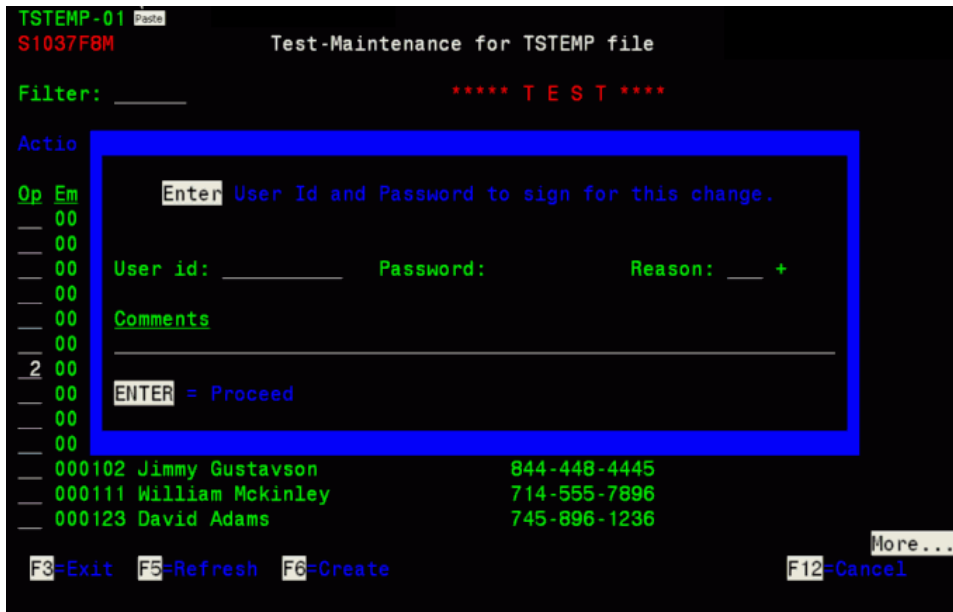 TSTEMP-01 Paste
S1037F8M Test-Maintenance for TSTEMP file
Filter: _______ ***** T E S T ****
Actio
Op Em Enter User Id and Password to sign for this change.
00
00
00 User id: __________ Password: Reason: ___ +
00
00 Comments
00
2 00
00 ENTER = Proceed
00
00
000102 Jimmy Gustavson 844-448-4445
000111 William Mckinley 714-555-7896
000123 David Adams 745-896-1236
More...
F3=Exit F5=Refresh F6=Create F12=Cancel